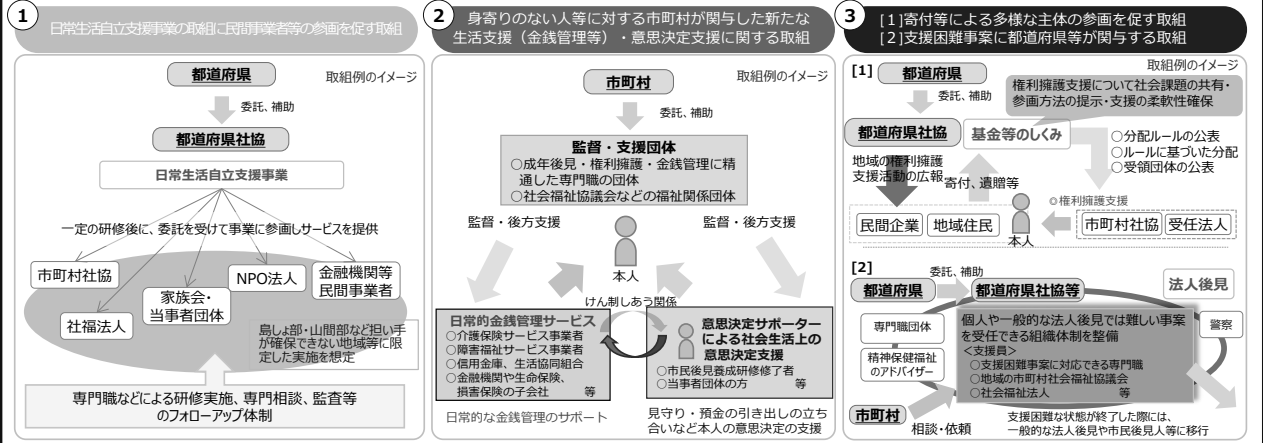 1
日常生活自立支援事業の取組に民間事業者等の参画を促す取組
取組例のイメージ
都道府県
委託、補助
都道府県社協
日常生活自立支援事業
一定の研修後に、委託を受けて事業に参画しサービスを提供
市町村社協
社福法人
家族会・
当事者団体
NPO法人
金融機関等
民間事業者
島しょ部・山間部など担い手
が確保できない地域等に限
定した実施を想定
専門職などによる研修実施、専門相談、監査等
のフォローアップ体制
2
身寄りのない人等に対する市町村が関与した新たな
生活支援（金銭管理等）・意思決定支援に関する取組
取組例のイメージ
市町村
委託、補助
監督・支援団体
○成年後見・権利擁護・金銭管理に精
通した専門職の団体
○社会福祉協議会などの福祉関係団体
監督・後方支援
監督・後方支援
本人
けん制しあう関係
日常的金銭管理サービス
○介護保険サービス事業者
○障害福祉サービス事業者
○信用金庫、生活協同組合
○金融機関や生命保険、
損害保険の子会社 等
日常的な金銭管理のサポート
意思決定サポーター
による社会生活上の
意思決定支援
○市民後見養成研修修了者
○当事者団体の方 等
見守り・預金の引き出しの立ち
合いなど本人の意思決定の支援
3
[1]寄付等による多様な主体の参画を促す取組
[2]支援困難事案に都道府県等が関与する取組
取組例のイメージ
[1]
都道府県
委託、補助
権利擁護支援について社会課題の共有・
参画方法の提示・支援の柔軟性確保
都道府県社協
基金等のしくみ
○分配ルールの公表
○ルールに基づいた分配
○受領団体の公表
地域の権利擁護
支援活動の広報
寄付、遺贈等
民間企業
地域住民
本人
◎権利擁護支援
市町村社協
受任法人
[2]
委託、補助
都道府県
都道府県社協等
法人後見
専門職団体
精神保健福祉
のアドバイザー
個人や一般的な法人後見では難しい事案
を受任できる組織体制を整備
＜支援員＞
○支援困難事案に対応できる専門職
○地域の市町村社会福祉協議会
○社会福祉法人 等
警察
市町村
相談・依頼
支援困難な状態が終了した際には、
一般的な法人後見や市民後見人等に移行